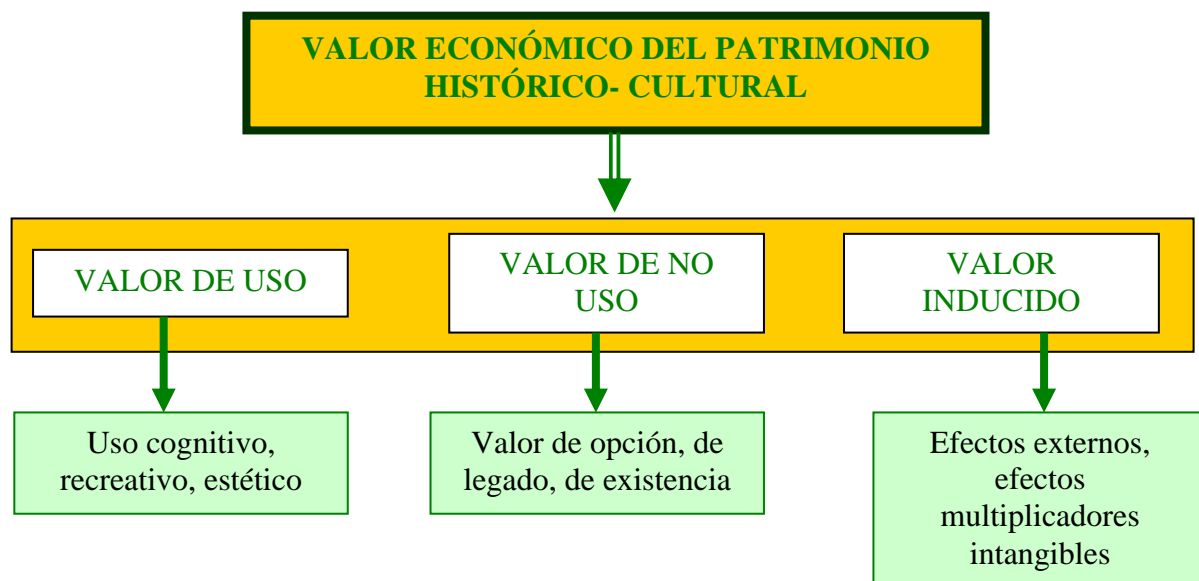 VALOR ECONÓMICO DEL PATRIMONIO
HISTÓRICO- CULTURAL
VALOR DE USO
VALOR DE NO
USO
VALOR
INDUCIDO
Uso cognitivo,
recreativo, estético
Valor de opción, de
legado, de existencia
Efectos externos,
efectos
multiplicadores
intangibles